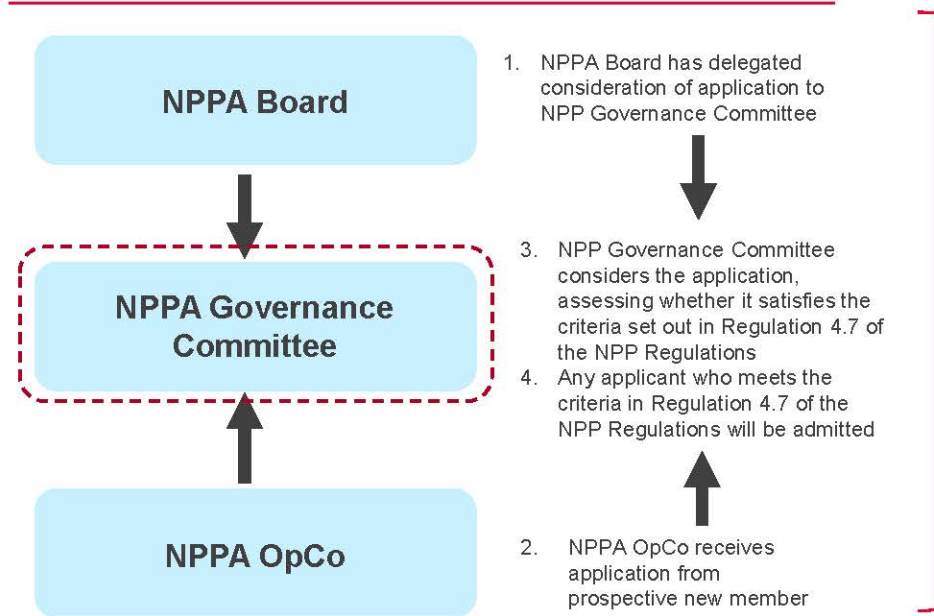 NPPA Board
1. NPPA Board has delegated
consideration of application to
NPP Governance Committee
NPPA Governance
Committee
3. NPP Governance Committee
considers the application,
assessing whether it satisfies the
criteria set out in Regulation 4.7 of
the NPP Regulations
4. Any applicant who meets the
criteria in Regulation 4.7 of the
NPP Regulations will be admitted
NPPA OpCo
2. NPPA OpCo receives
application from
prospective new member